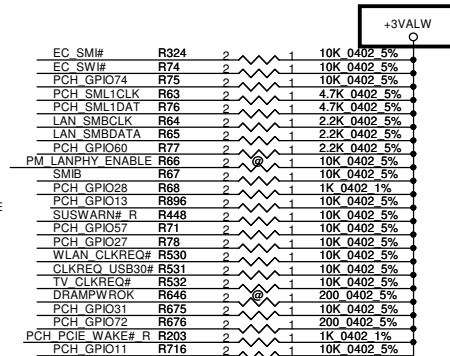 +3VALW
EC_SMI# R324 2 1 10K_0402_5%
EC_SWI# R74 2 1 10K_0402_5%
PCH_GPIO74 R75 2 1 10K_0402_5%
PCH_SML1CLK R63 2 1 4.7K_0402_5%
PCH_SML1DAT R76 2 1 4.7K_0402_5%
LAN_SMBCLK R64 2 1 2.2K_0402_5%
LAN_SMBDATA R65 2 1 2.2K_0402_5%
PCH_GPIO60 R77 2 1 2.2K_0402_5%
PM_LANPHY_ENABLE R66 2 @ 1 10K_0402_5%
SMIB R67 2 1 10K_0402_5%
PCH_GPIO28 R68 2 1 1K_0402_1%
PCH_GPIO13 R896 2 1 10K_0402_5%
E
SUSWARN#_R R448 2 1 10K_0402_5%
PCH_GPIO57 R71 2 1 10K_0402_5%
PCH_GPIO27 R78 2 1 10K_0402_5%
WLAN_CLKREQ# R530 2 1 10K_0402_5%
CLKREQ_USB30# R531 2 1 10K_0402_5%
TV_CLKREQ# R532 2 1 10K_0402_5%
DRAMPWROK R646 2 @ 1 200_0402_5%
PCH_GPIO31 R675 2 1 10K_0402_5%
PCH_GPIO72 R676 2 1 200_0402_5%
PCH_PCIE_WAKE#_R R203 2 1 1K_0402_1%
PCH_GPIO11 R716 2 1 10K_0402_5%